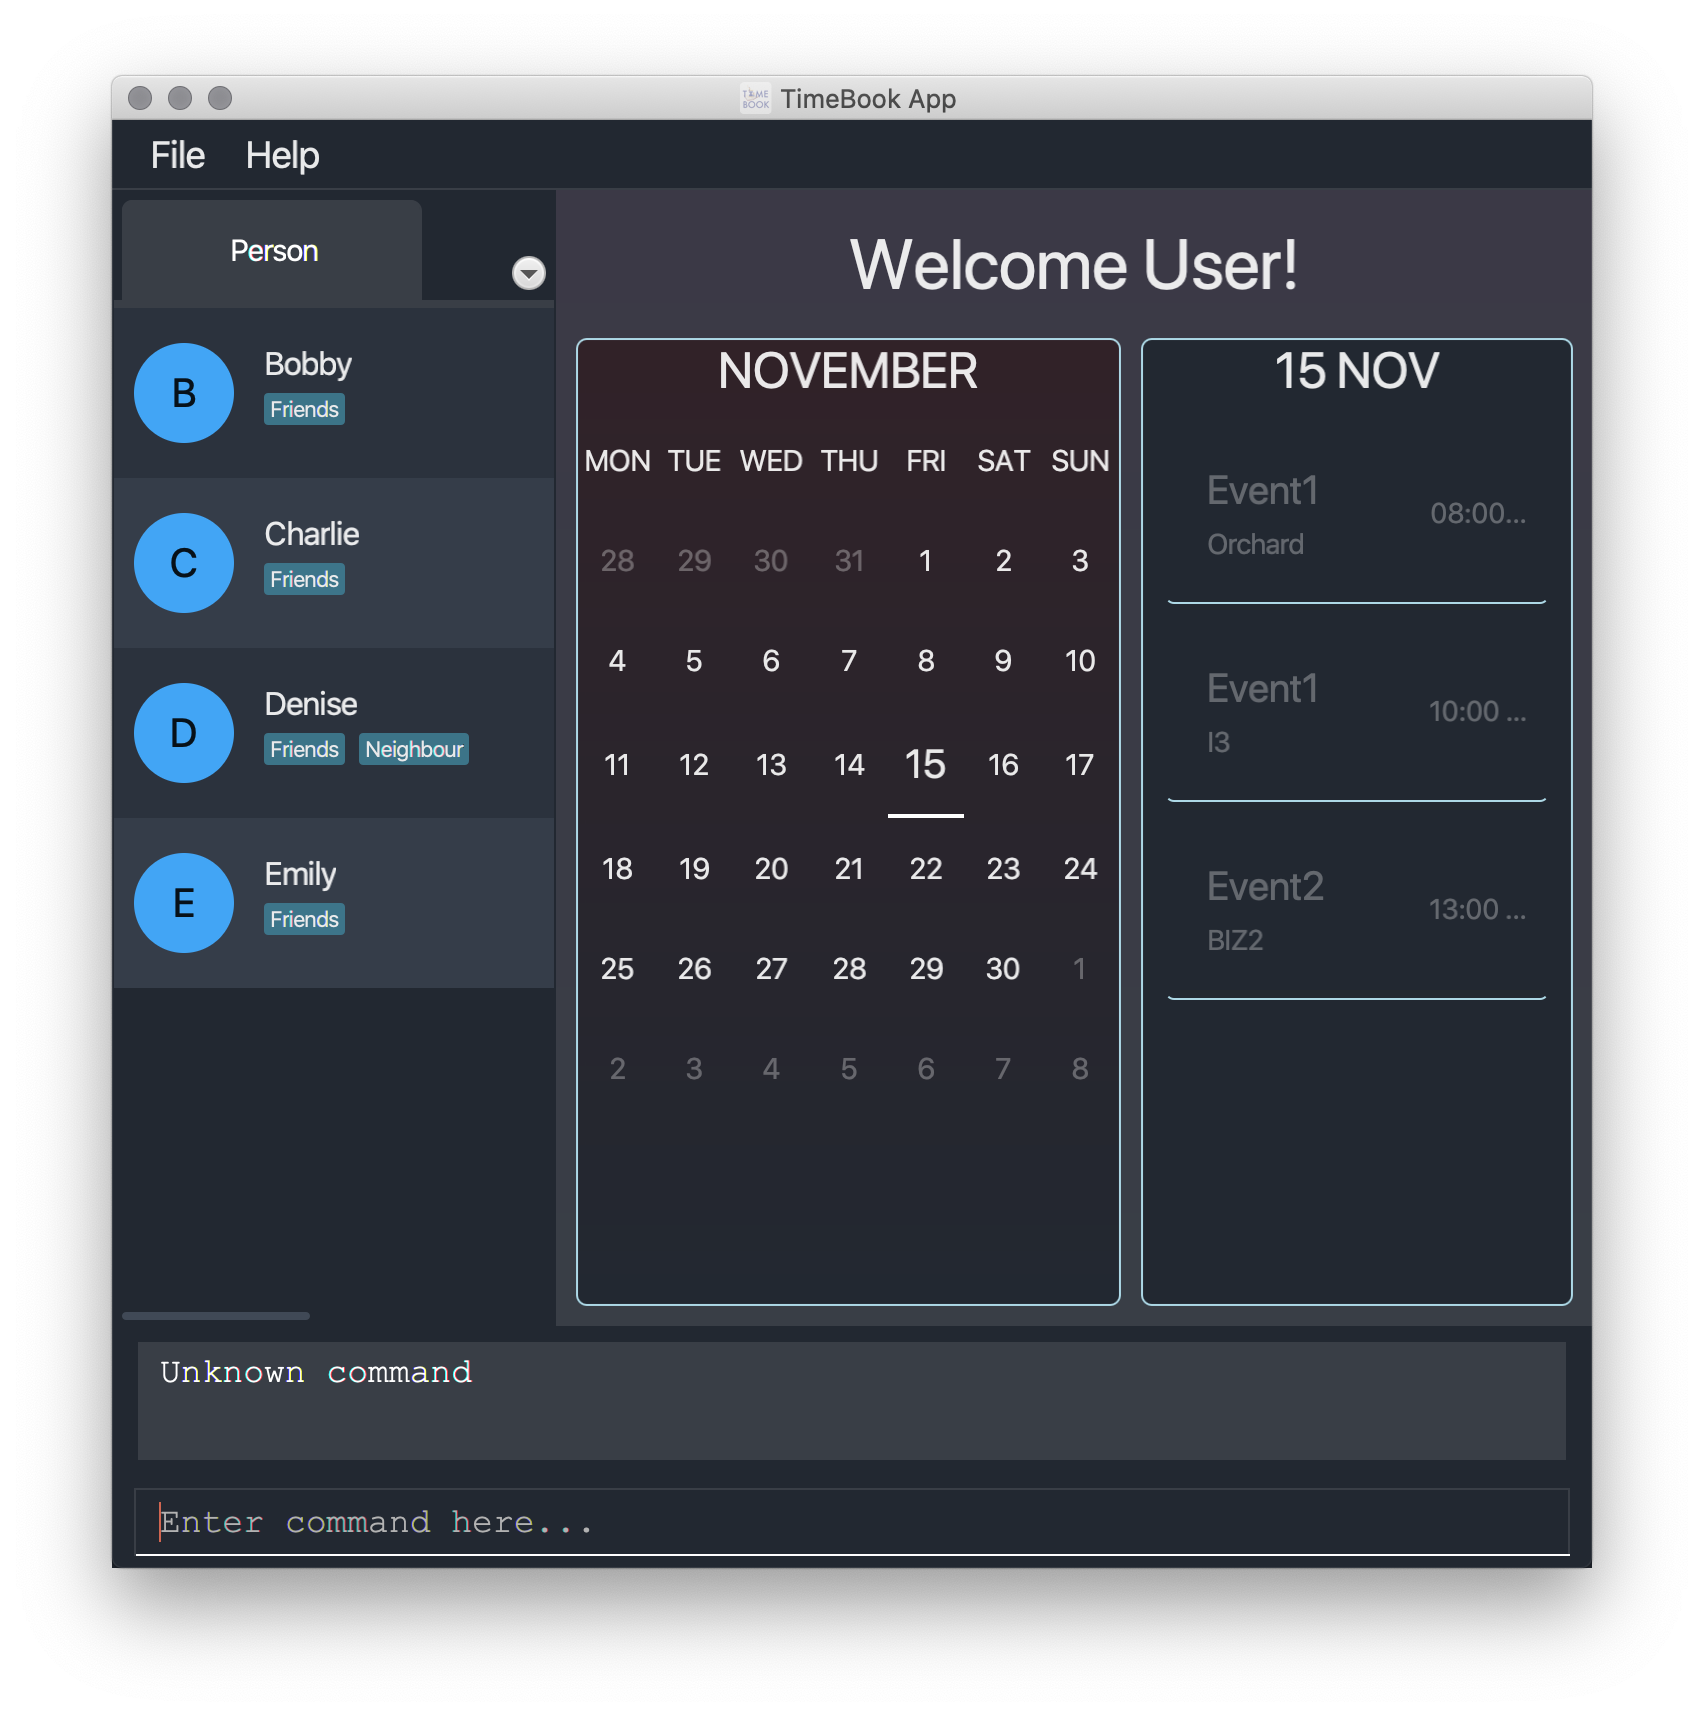 TIME
BOOK
TimeBook App
File Help
Person
B
Bobby
Friends
C
Charlie
Friends
D
Denise
Friends Neighbour
E
Emily
Friends
Welcome User!
NOVEMBER
MON TUE WED THU FRI SAT SUN
28 29 30 31 1 2 3
4 5 6 7 8 9 10
11 12 13 14 15 16 17
18 19 20 21 22 23 24
25 26 27 28 29 30 1
2 3 4 5 6 7 8
15 NOV
Event1
08:00...
Orchard
Event1
10:00 ...
I3
Event2
13:00 ...
BIZ2
Unknown command
Enter command here...